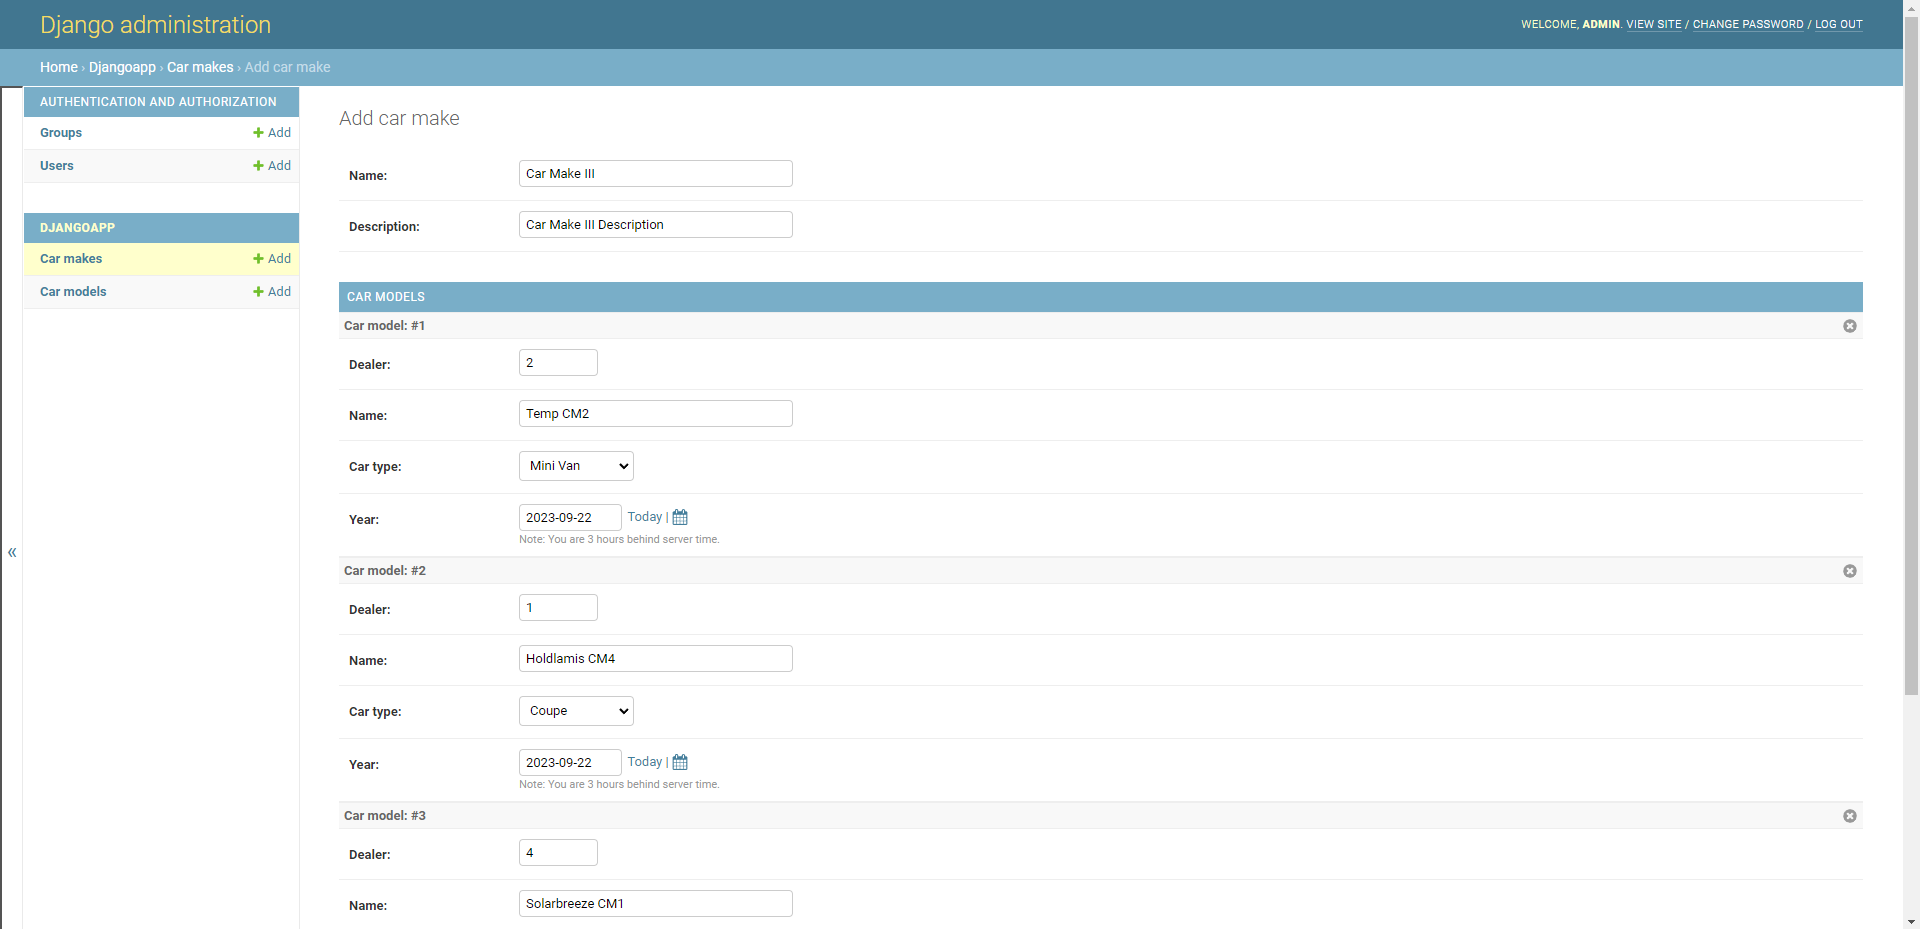 Django administration
WELCOME, ADMIN. VIEW SITE / CHANGE PASSWORD / LOG OUT
Home › Djangoapp › Car makes › Add car make
AUTHENTICATION AND AUTHORIZATION
Groups + Add
Users + Add
DJANGOAPP
Car makes + Add
Car models + Add
«
Add car make
Name: Car Make III
Description: Car Make III Description
CAR MODELS
Car model: #1
Dealer: 2
Name: Temp CM2
Car type: Mini Van
Year: 2023-09-22 Today |
Note: You are 3 hours behind server time.
Car model: #2
Dealer: 1
Name: Holdlamis CM4
Car type: Coupe
Year: 2023-09-22 Today |
Note: You are 3 hours behind server time.
Car model: #3
Dealer: 4
Name: Solarbreeze CM1